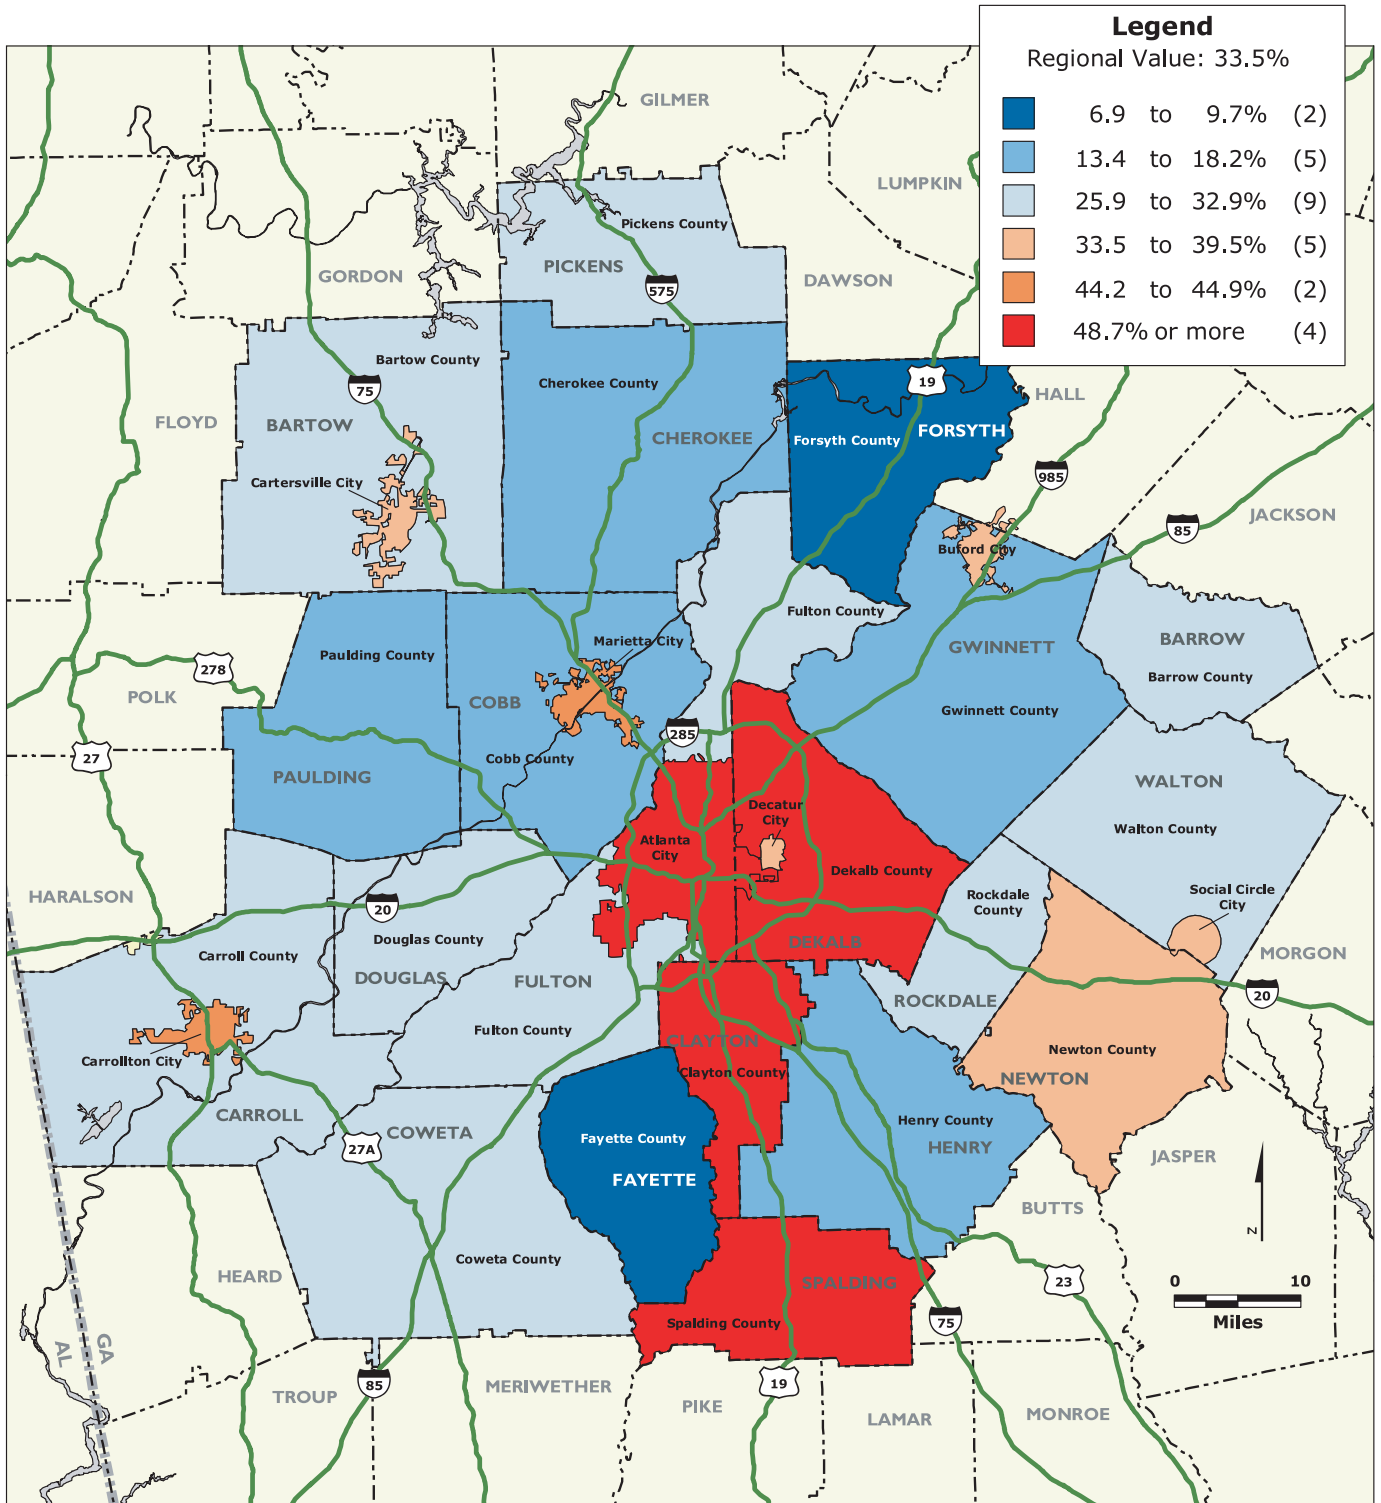 Legend
Regional Value: 33.5%
6.9 to 9.7% (2)
13.4 to 18.2% (5)
25.9 to 32.9% (9)
33.5 to 39.5% (5)
44.2 to 44.9% (2)
48.7% or more (4)
GILMER
LUMPKIN
Pickens County
PICKENS
GORDON
DAWSON
575
Bartow County
75
Cherokee County
19
HALL
FLOYD
BARTOW
CHEROKEE
Forsyth County
FORSYTH
985
Cartersville City
JACKSON
85
Buford City
Fulton County
Marietta City
BARROW
GWINNETT
Paulding County
278
Barrow County
POLK
COBB
Gwinnett County
285
27
Cobb County
PAULDING
WALTON
Decatur
City
Walton County
Atlanta
City
Dekalb County
HARALSON
Rockdale
County
Social Circle
City
20
Douglas County
DEKALB
Carroll County
MORGON
DOUGLAS
FULTON
20
ROCKDALE
Fulton County
CLAYTON
Newton County
Carrollton City
Clayton County
NEWTON
CARROLL
Henry County
COWETA
Fayette County
HENRY
27A
JASPER
FAYETTE
BUTTS
N
Coweta County
HEARD
SPALDING
23
0 10
Miles
Spalding County
75
GA
AL
85
19
TROUP
MERIWETHER
PIKE
LAMAR
MONROE